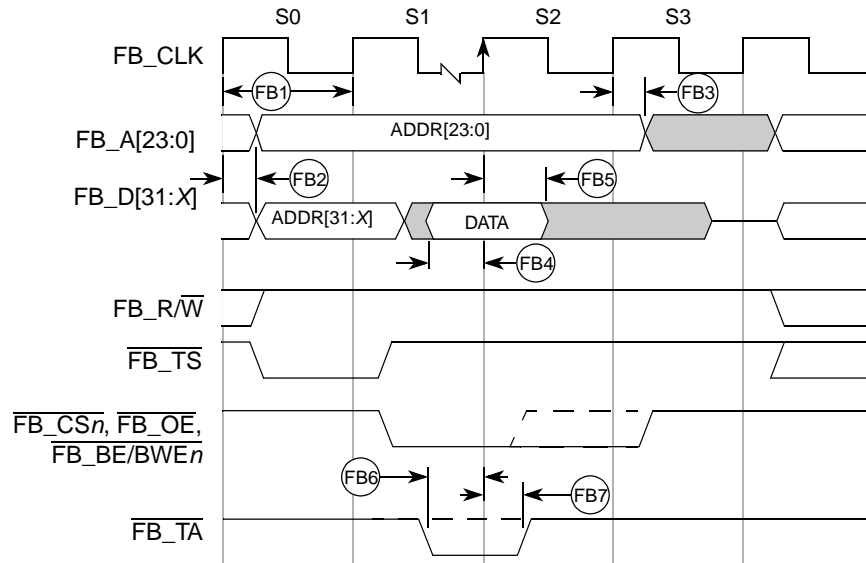 S0 S1 S2 S3
FB_CLK
FB1
FB3
FB_A[23:0]
ADDR[23:0]
FB2
FB5
FB_D[31:X]
ADDR[31:X]
DATA
FB4
FB_R/W
FB_TS
FB_CSn, FB_OE,
FB_BE/BWEn
FB6
FB7
FB_TA